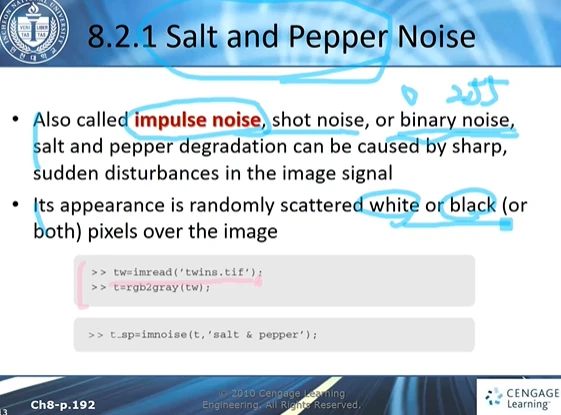 8.2.1 Salt and Pepper Noise
0 255
• Also called impulse noise, shot noise, or binary noise,
salt and pepper degradation can be caused by sharp,
sudden disturbances in the image signal
• Its appearance is randomly scattered white or black (or
both) pixels over the image
>> tw=imread('twins.tif');
>> t=rgb2gray(tw);
>> t_sp=imnoise(t,'salt & pepper');
Ch8-p.192
© 2010 Cengage Learning
Engineering. All Rights Reserved.
CENGAGE
Learning
3